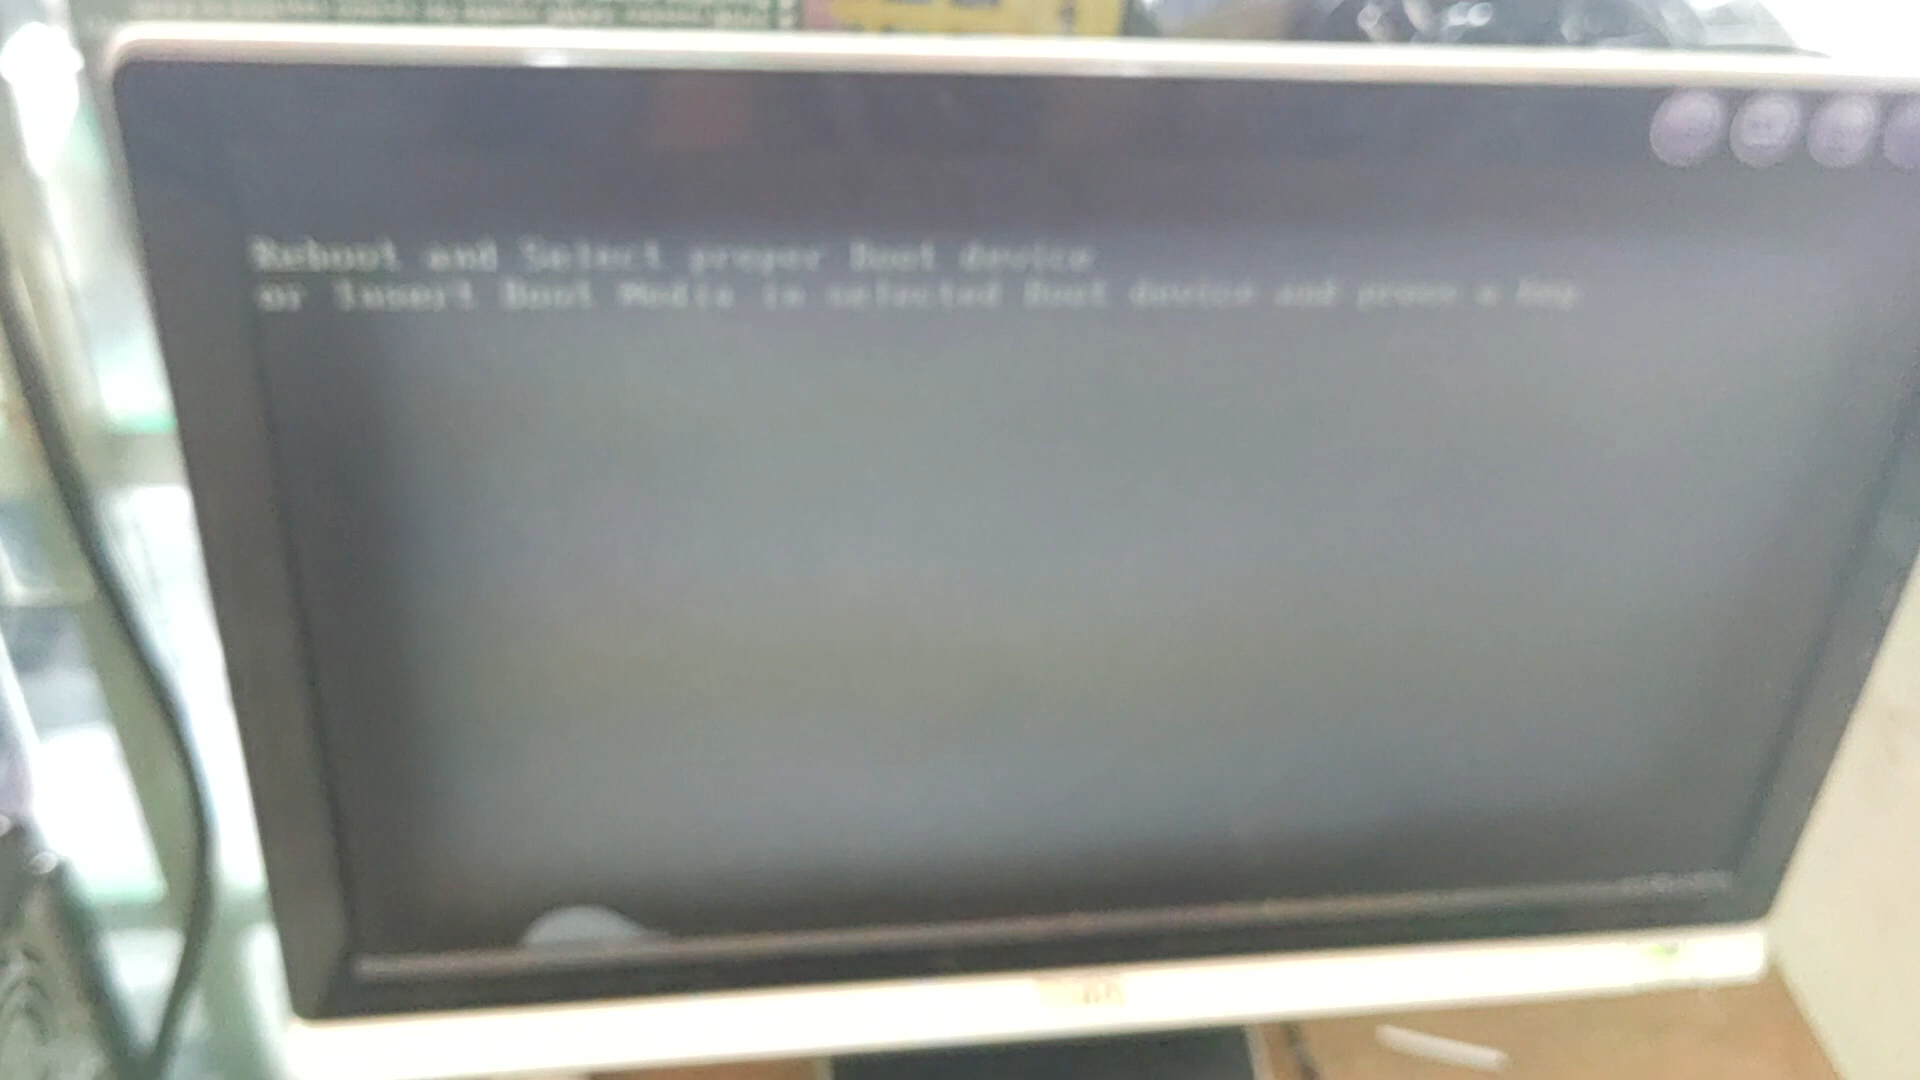 Reboot and Select proper Boot device
or Insert Boot Media in selected Boot device and press a key